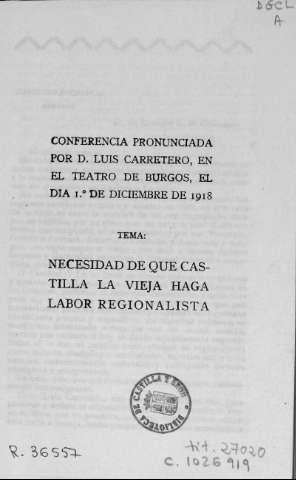 DGCL
A
CONFERENCIA PRONUNCIADA
POR D. LUIS CARRETERO, EN
EL TEATRO DE BURGOS, EL
DIA 1.º DE DICIEMBRE DE 1918
TEMA:
NECESIDAD DE QUE CAS-
TILLA LA VIEJA HAGA
LABOR REGIONALISTA
BIBLIOTECA DE CASTILLA Y LEON
R. 36557
tit. 27020
C. 1026919